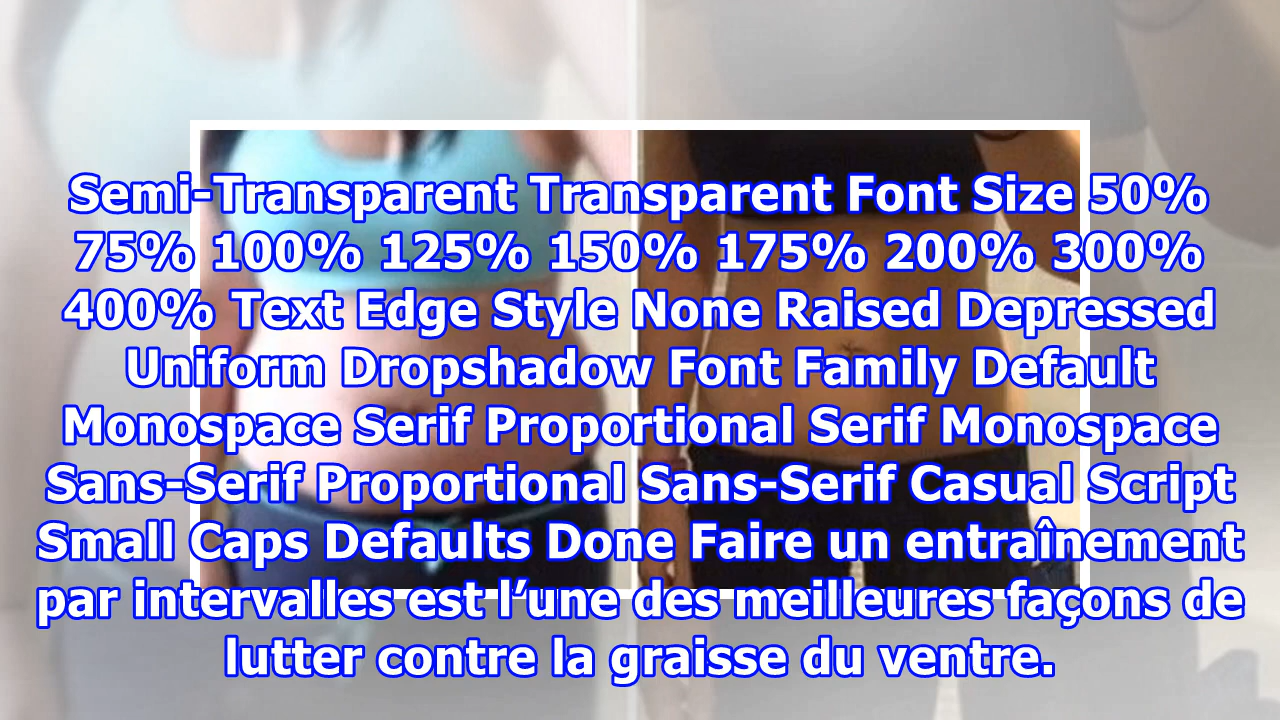 Semi-Transparent Transparent Font Size 50%
75% 100% 125% 150% 175% 200% 300%
400% Text Edge Style None Raised Depressed
Uniform Dropshadow Font Family Default
Monospace Serif Proportional Serif Monospace
Sans-Serif Proportional Sans-Serif Casual Script
Small Caps Defaults Done Faire un entraînement
par intervalles est l’une des meilleures façons de
lutter contre la graisse du ventre.